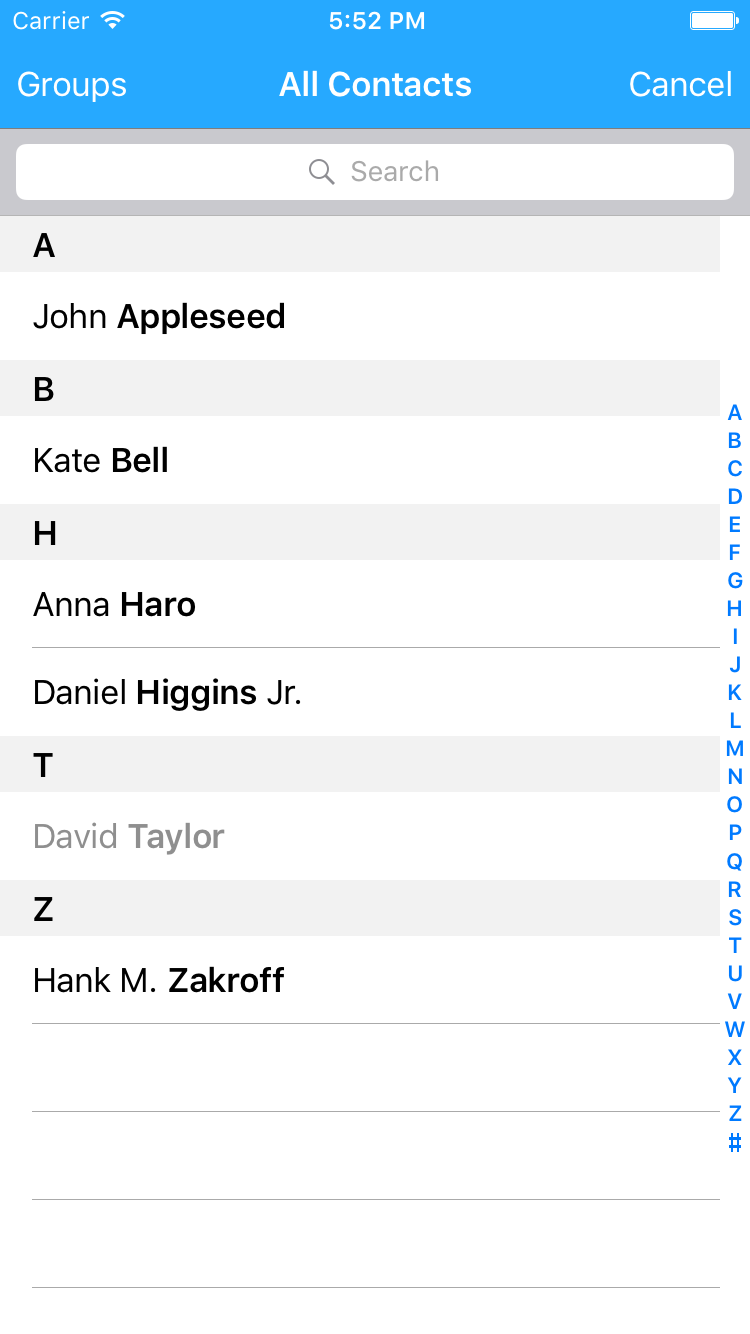 Carrier 5:52 PM
Groups All Contacts Cancel
Search
A
John Appleseed
B
Kate Bell
H
Anna Haro
Daniel Higgins Jr.
T
David Taylor
Z
Hank M. Zakroff
A
B
C
D
E
F
G
H
I
J
K
L
M
N
O
P
Q
R
S
T
U
V
W
X
Y
Z
#